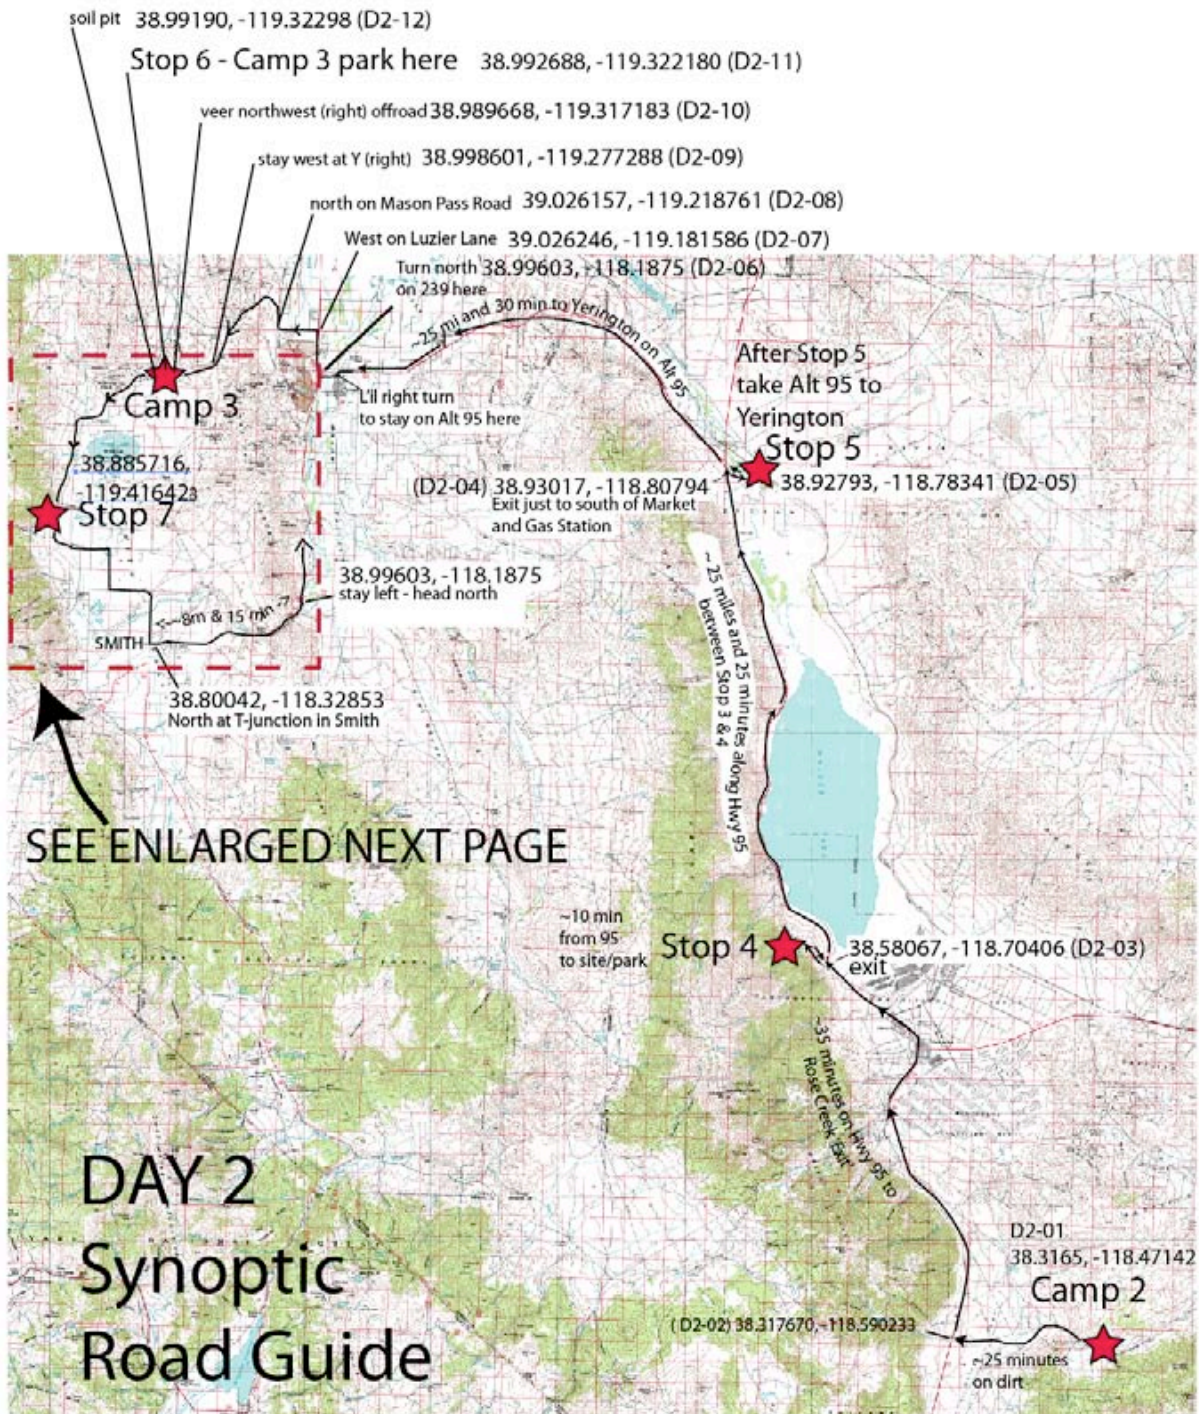 soil pit 38.99190, -119.32298 (D2-12)
Stop 6 - Camp 3 park here 38.992688, -119.322180 (D2-11)
veer northwest (right) offroad 38.989668, -119.317183 (D2-10)
stay west at Y (right) 38.998601, -119.277288 (D2-09)
north on Mason Pass Road 39.026157, -119.218761 (D2-08)
West on Luzier Lane 39.026246, -119.181586 (D2-07)
Turn north 38.99603, -118.1875 (D2-06)
on 239 here
~25 mi and 30 min to Yerington on Alt 95
After Stop 5
take Alt 95 to
Yerington
L'il right turn
to stay on Alt 95 here
Camp 3
Stop 5
38.92793, -118.78341 (D2-05)
(D2-04) 38.93017, -118.80794
Exit just to south of Market
and Gas Station
38.885716,
-119.416423
Stop 7
38.99603, -118.1875
stay left - head north
<~8m & 15 min ->
SMITH
38.80042, -118.32853
North at T-junction in Smith
~ 25 miles and 25 minutes along Hwy 95
between Stop 3 & 4
SEE ENLARGED NEXT PAGE
~10 min
from 95
to site/park
Stop 4
38.58067, -118.70406 (D2-03)
exit
~35 minutes on Hwy 95 to
Rose Creek "Exit"
DAY 2
Synoptic
Road Guide
D2-01
38.3165, -118.47142
Camp 2
(D2-02) 38.317670,-118.590233
~25 minutes
on dirt